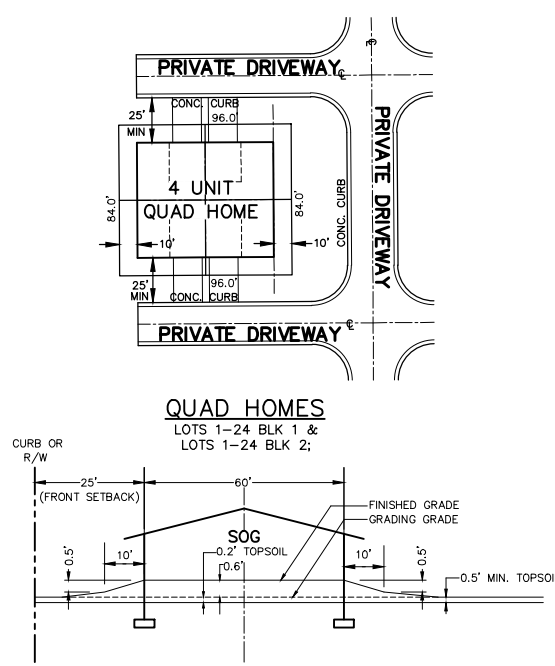 ℄
PRIVATE DRIVEWAY ℄
CONC. CURB
25'
MIN
96.0'
PRIVATE DRIVEWAY
4 UNIT
QUAD HOME
84.0'
84.0'
CONC. CURB
10'
10'
25'
MIN
96.0'
CONC. CURB
PRIVATE DRIVEWAY ℄
QUAD HOMES
LOTS 1-24 BLK 1 &
LOTS 1-24 BLK 2;
CURB OR
R/W
25'
60'
(FRONT SETBACK)
FINISHED GRADE
GRADING GRADE
SOG
0.2' TOPSOIL
0.5'
10'
0.6'
10'
0.5'
0.5' MIN. TOPSOI